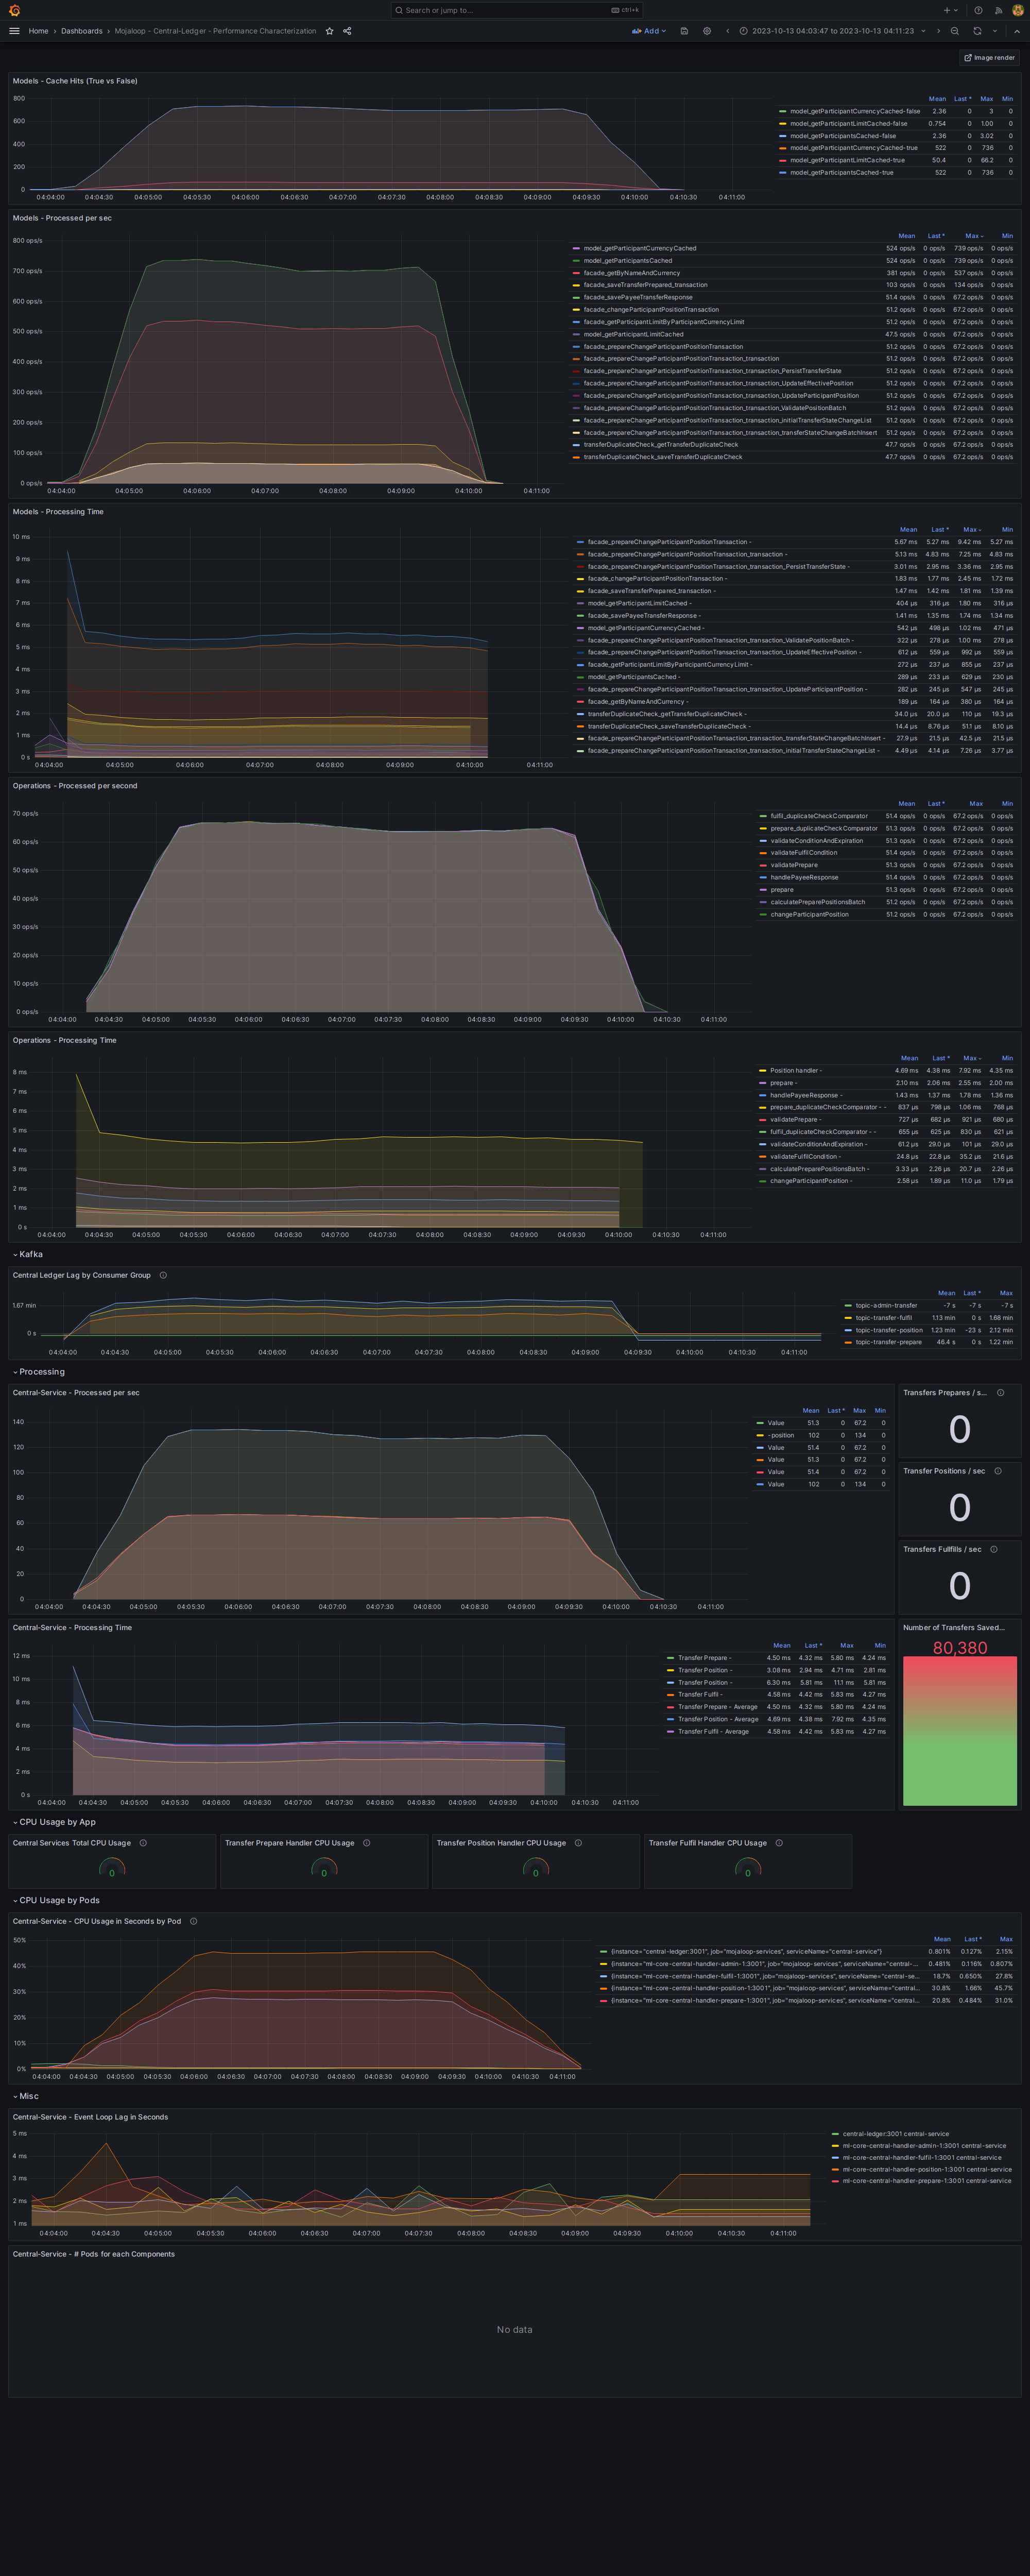 Search or jump to... ctrl+k
Home › Dashboards › Mojaloop - Central-Ledger - Performance Characterization Add 2023-10-13 04:03:47 to 2023-10-13 04:11:23
Image render
Models - Cache Hits (True vs False)
Mean Last * Max Min
model_getParticipantCurrencyCached-false 2.36 0 3 0
model_getParticipantLimitCached-false 0.754 0 1.00 0
model_getParticipantsCached-false 2.36 0 3.02 0
model_getParticipantCurrencyCached-true 522 0 736 0
model_getParticipantLimitCached-true 50.4 0 66.2 0
model_getParticipantsCached-true 522 0 736 0
800
600
400
200
0
04:04:00 04:04:30 04:05:00 04:05:30 04:06:00 04:06:30 04:07:00 04:07:30 04:08:00 04:08:30 04:09:00 04:09:30 04:10:00 04:10:30 04:11:00
Models - Processed per sec
Mean Last * Max Min
model_getParticipantCurrencyCached 524 ops/s 0 ops/s 739 ops/s 0 ops/s
model_getParticipantsCached 524 ops/s 0 ops/s 739 ops/s 0 ops/s
facade_getByNameAndCurrency 381 ops/s 0 ops/s 537 ops/s 0 ops/s
facade_saveTransferPrepared_transaction 103 ops/s 0 ops/s 134 ops/s 0 ops/s
facade_savePayeeTransferResponse 51.4 ops/s 0 ops/s 67.2 ops/s 0 ops/s
facade_changeParticipantPositionTransaction 51.2 ops/s 0 ops/s 67.2 ops/s 0 ops/s
facade_getParticipantLimitByParticipantCurrencyLimit 51.2 ops/s 0 ops/s 67.2 ops/s 0 ops/s
model_getParticipantLimitCached 47.5 ops/s 0 ops/s 67.2 ops/s 0 ops/s
facade_prepareChangeParticipantPositionTransaction 51.2 ops/s 0 ops/s 67.2 ops/s 0 ops/s
facade_prepareChangeParticipantPositionTransaction_transaction 51.2 ops/s 0 ops/s 67.2 ops/s 0 ops/s
facade_prepareChangeParticipantPositionTransaction_transaction_PersistTransferState 51.2 ops/s 0 ops/s 67.2 ops/s 0 ops/s
facade_prepareChangeParticipantPositionTransaction_transaction_UpdateEffectivePosition 51.2 ops/s 0 ops/s 67.2 ops/s 0 ops/s
facade_prepareChangeParticipantPositionTransaction_transaction_UpdateParticipantPosition 51.2 ops/s 0 ops/s 67.2 ops/s 0 ops/s
facade_prepareChangeParticipantPositionTransaction_transaction_ValidatePositionBatch 51.2 ops/s 0 ops/s 67.2 ops/s 0 ops/s
facade_prepareChangeParticipantPositionTransaction_transaction_initialTransferStateChangeList 51.2 ops/s 0 ops/s 67.2 ops/s 0 ops/s
facade_prepareChangeParticipantPositionTransaction_transaction_transferStateChangeBatchInsert 51.2 ops/s 0 ops/s 67.2 ops/s 0 ops/s
transferDuplicateCheck_getTransferDuplicateCheck 47.7 ops/s 0 ops/s 67.2 ops/s 0 ops/s
transferDuplicateCheck_saveTransferDuplicateCheck 47.7 ops/s 0 ops/s 67.2 ops/s 0 ops/s
800 ops/s
700 ops/s
600 ops/s
500 ops/s
400 ops/s
300 ops/s
200 ops/s
100 ops/s
0 ops/s
04:04:00 04:05:00 04:06:00 04:07:00 04:08:00 04:09:00 04:10:00 04:11:00
Models - Processing Time
Mean Last * Max Min
facade_prepareChangeParticipantPositionTransaction - 5.67 ms 5.27 ms 9.42 ms 5.27 ms
facade_prepareChangeParticipantPositionTransaction_transaction - 5.13 ms 4.83 ms 7.25 ms 4.83 ms
facade_prepareChangeParticipantPositionTransaction_transaction_PersistTransferState - 3.01 ms 2.95 ms 3.36 ms 2.95 ms
facade_changeParticipantPositionTransaction - 1.83 ms 1.77 ms 2.45 ms 1.72 ms
facade_saveTransferPrepared_transaction - 1.47 ms 1.42 ms 1.81 ms 1.39 ms
model_getParticipantLimitCached - 404 µs 316 µs 1.80 ms 316 µs
facade_savePayeeTransferResponse - 1.41 ms 1.35 ms 1.74 ms 1.34 ms
model_getParticipantCurrencyCached - 542 µs 498 µs 1.02 ms 471 µs
facade_prepareChangeParticipantPositionTransaction_transaction_ValidatePositionBatch - 322 µs 278 µs 1.00 ms 278 µs
facade_prepareChangeParticipantPositionTransaction_transaction_UpdateEffectivePosition - 612 µs 559 µs 992 µs 559 µs
facade_getParticipantLimitByParticipantCurrencyLimit - 272 µs 237 µs 855 µs 237 µs
model_getParticipantsCached - 289 µs 233 µs 629 µs 230 µs
facade_prepareChangeParticipantPositionTransaction_transaction_UpdateParticipantPosition - 282 µs 245 µs 547 µs 245 µs
facade_getByNameAndCurrency - 189 µs 164 µs 380 µs 164 µs
transferDuplicateCheck_getTransferDuplicateCheck - 34.0 µs 20.0 µs 110 µs 19.3 µs
transferDuplicateCheck_saveTransferDuplicateCheck - 14.4 µs 8.76 µs 51.1 µs 8.10 µs
facade_prepareChangeParticipantPositionTransaction_transaction_transferStateChangeBatchInsert - 27.9 µs 21.5 µs 42.5 µs 21.5 µs
facade_prepareChangeParticipantPositionTransaction_transaction_initialTransferStateChangeList - 4.49 µs 4.14 µs 7.26 µs 3.77 µs
10 ms
9 ms
8 ms
7 ms
6 ms
5 ms
4 ms
3 ms
2 ms
1 ms
0 s
04:04:00 04:05:00 04:06:00 04:07:00 04:08:00 04:09:00 04:10:00 04:11:00
Operations - Processed per second
Mean Last * Max Min
fulfil_duplicateCheckComparator 51.4 ops/s 0 ops/s 67.2 ops/s 0 ops/s
prepare_duplicateCheckComparator 51.3 ops/s 0 ops/s 67.2 ops/s 0 ops/s
validateConditionAndExpiration 51.3 ops/s 0 ops/s 67.2 ops/s 0 ops/s
validateFulfilCondition 51.4 ops/s 0 ops/s 67.2 ops/s 0 ops/s
validatePrepare 51.3 ops/s 0 ops/s 67.2 ops/s 0 ops/s
handlePayeeResponse 51.4 ops/s 0 ops/s 67.2 ops/s 0 ops/s
prepare 51.3 ops/s 0 ops/s 67.2 ops/s 0 ops/s
calculatePreparePositionsBatch 51.2 ops/s 0 ops/s 67.2 ops/s 0 ops/s
changeParticipantPosition 51.2 ops/s 0 ops/s 67.2 ops/s 0 ops/s
70 ops/s
60 ops/s
50 ops/s
40 ops/s
30 ops/s
20 ops/s
10 ops/s
0 ops/s
04:04:00 04:04:30 04:05:00 04:05:30 04:06:00 04:06:30 04:07:00 04:07:30 04:08:00 04:08:30 04:09:00 04:09:30 04:10:00 04:10:30 04:11:00
Operations - Processing Time
Mean Last * Max Min
Position handler - 4.69 ms 4.38 ms 7.92 ms 4.35 ms
prepare - 2.10 ms 2.06 ms 2.55 ms 2.00 ms
handlePayeeResponse - 1.43 ms 1.37 ms 1.78 ms 1.36 ms
prepare_duplicateCheckComparator - - 837 µs 798 µs 1.06 ms 768 µs
validatePrepare - 727 µs 682 µs 921 µs 680 µs
fulfil_duplicateCheckComparator - - 655 µs 625 µs 830 µs 621 µs
validateConditionAndExpiration - 61.2 µs 29.0 µs 101 µs 29.0 µs
validateFulfilCondition - 24.8 µs 22.8 µs 35.2 µs 21.6 µs
calculatePreparePositionsBatch - 3.33 µs 2.26 µs 20.7 µs 2.26 µs
changeParticipantPosition - 2.58 µs 1.89 µs 11.0 µs 1.79 µs
8 ms
7 ms
6 ms
5 ms
4 ms
3 ms
2 ms
1 ms
0 s
04:04:00 04:04:30 04:05:00 04:05:30 04:06:00 04:06:30 04:07:00 04:07:30 04:08:00 04:08:30 04:09:00 04:09:30 04:10:00 04:10:30 04:11:00
Kafka
Central Ledger Lag by Consumer Group
Mean Last * Max
topic-admin-transfer -7 s -7 s -7 s
topic-transfer-fulfil 1.13 min 0 s 1.68 min
topic-transfer-position 1.23 min -23 s 2.12 min
topic-transfer-prepare 46.4 s 0 s 1.22 min
1.67 min
0 s
04:04:00 04:04:30 04:05:00 04:05:30 04:06:00 04:06:30 04:07:00 04:07:30 04:08:00 04:08:30 04:09:00 04:09:30 04:10:00 04:10:30 04:11:00
Processing
Central-Service - Processed per sec
Mean Last * Max Min
Value 51.3 0 67.2 0
-position 102 0 134 0
Value 51.4 0 67.2 0
Value 51.3 0 67.2 0
Value 51.4 0 67.2 0
Value 102 0 134 0
140
120
100
80
60
40
20
0
04:04:00 04:04:30 04:05:00 04:05:30 04:06:00 04:06:30 04:07:00 04:07:30 04:08:00 04:08:30 04:09:00 04:09:30 04:10:00 04:10:30 04:11:00
Transfers Prepares / s...
0
Transfer Positions / sec
0
Transfers Fullfills / sec
0
Central-Service - Processing Time
Mean Last * Max Min
Transfer Prepare - 4.50 ms 4.32 ms 5.80 ms 4.24 ms
Transfer Position - 3.08 ms 2.94 ms 4.71 ms 2.81 ms
Transfer Position - 6.30 ms 5.81 ms 11.1 ms 5.81 ms
Transfer Fulfil - 4.58 ms 4.42 ms 5.83 ms 4.27 ms
Transfer Prepare - Average 4.50 ms 4.32 ms 5.80 ms 4.24 ms
Transfer Position - Average 4.69 ms 4.38 ms 7.92 ms 4.35 ms
Transfer Fulfil - Average 4.58 ms 4.42 ms 5.83 ms 4.27 ms
12 ms
10 ms
8 ms
6 ms
4 ms
2 ms
0 s
04:04:00 04:04:30 04:05:00 04:05:30 04:06:00 04:06:30 04:07:00 04:07:30 04:08:00 04:08:30 04:09:00 04:09:30 04:10:00 04:10:30 04:11:00
Number of Transfers Saved...
80,380
CPU Usage by App
Central Services Total CPU Usage
0
Transfer Prepare Handler CPU Usage
0
Transfer Position Handler CPU Usage
0
Transfer Fulfil Handler CPU Usage
0
CPU Usage by Pods
Central-Service - CPU Usage in Seconds by Pod
Mean Last * Max
{instance="central-ledger:3001", job="mojaloop-services", serviceName="central-service"} 0.801% 0.127% 2.15%
{instance="ml-core-central-handler-admin-1:3001", job="mojaloop-services", serviceName="central-... 0.481% 0.116% 0.807%
{instance="ml-core-central-handler-fulfil-1:3001", job="mojaloop-services", serviceName="central-se... 18.7% 0.650% 27.8%
{instance="ml-core-central-handler-position-1:3001", job="mojaloop-services", serviceName="central... 30.8% 1.66% 45.7%
{instance="ml-core-central-handler-prepare-1:3001", job="mojaloop-services", serviceName="central... 20.8% 0.484% 31.0%
50%
40%
30%
20%
10%
0%
04:04:00 04:04:30 04:05:00 04:05:30 04:06:00 04:06:30 04:07:00 04:07:30 04:08:00 04:08:30 04:09:00 04:09:30 04:10:00 04:10:30 04:11:00
Misc
Central-Service - Event Loop Lag in Seconds
central-ledger:3001 central-service
ml-core-central-handler-admin-1:3001 central-service
ml-core-central-handler-fulfil-1:3001 central-service
ml-core-central-handler-position-1:3001 central-service
ml-core-central-handler-prepare-1:3001 central-service
5 ms
4 ms
3 ms
2 ms
1 ms
04:04:00 04:04:30 04:05:00 04:05:30 04:06:00 04:06:30 04:07:00 04:07:30 04:08:00 04:08:30 04:09:00 04:09:30 04:10:00 04:10:30 04:11:00
Central-Service - # Pods for each Components
No data